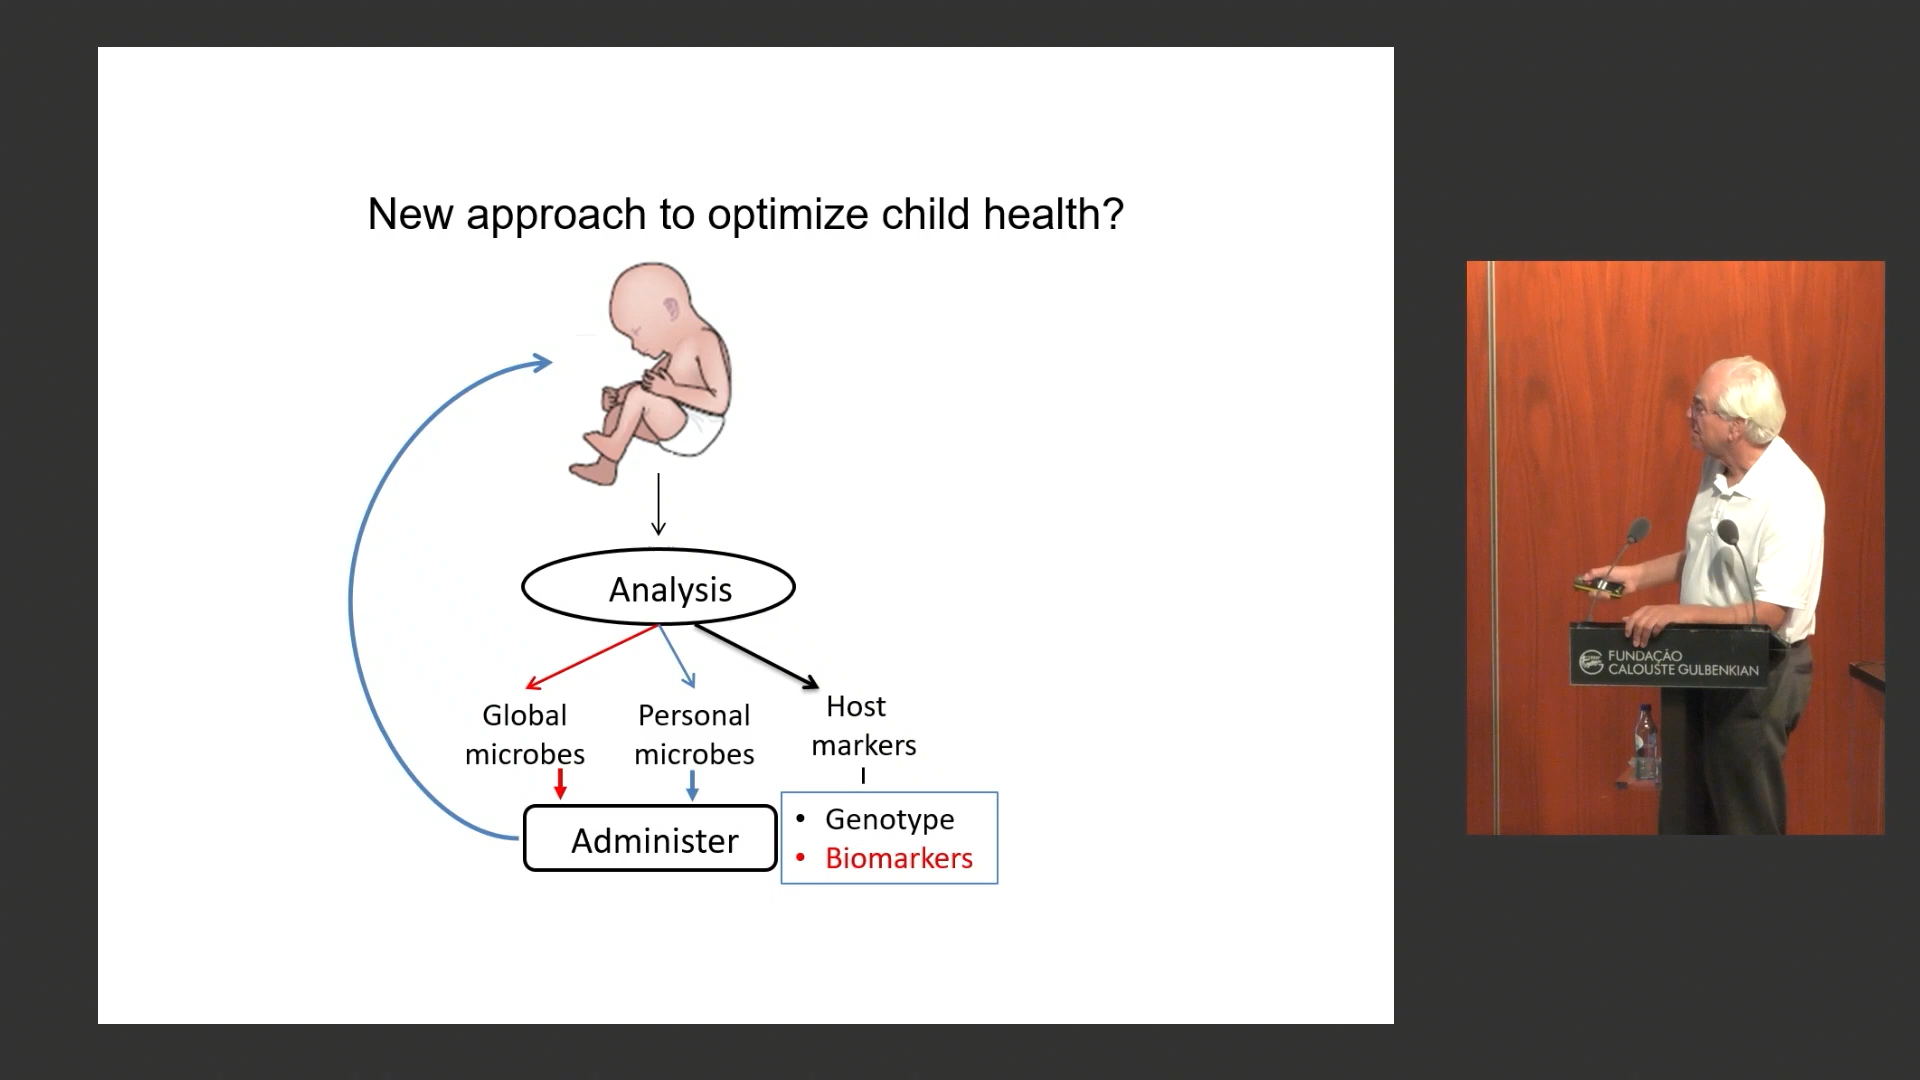 New approach to optimize child health?
Analysis
Global
microbes
Personal
microbes
Host
markers
Administer
• Genotype
• Biomarkers
FUNDAÇÃO
CALOUSTE GULBENKIAN